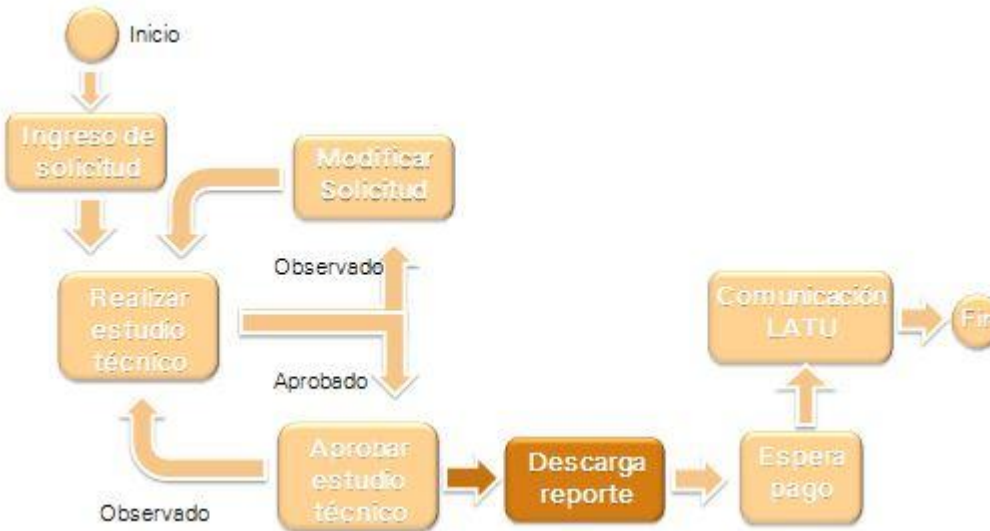 Inicio
Ingreso de
solicitud
Modificar
Solicitud
Observado
Realizar
estudio
técnico
Aprobado
Observado
Aprobar
estudio
técnico
Descarga
reporte
Espera
pago
Comunicación
LATU
Fin